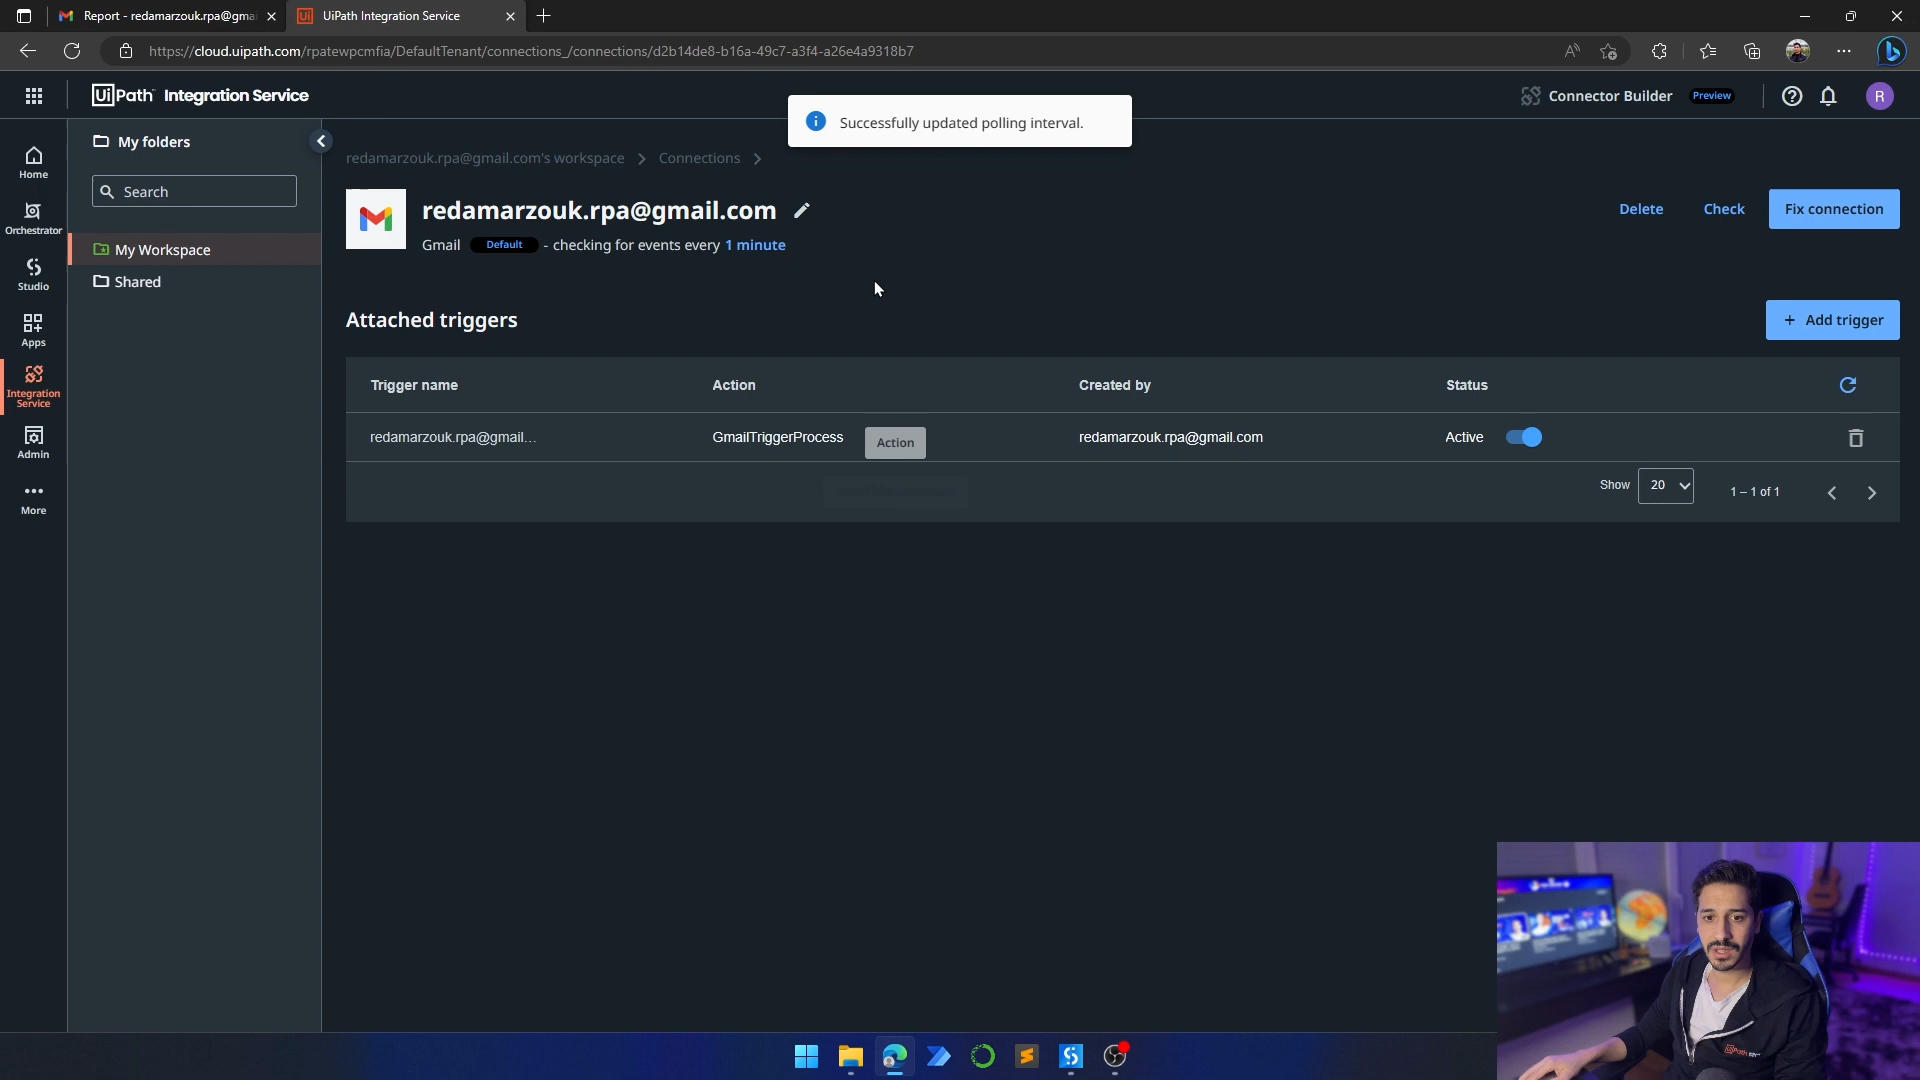 Report - redamarzouk.rpa@gma
UiPath Integration Service
https://cloud.uipath.com/rpatewpcmfia/DefaultTenant/connections_/connections/d2b14de8-b16a-49c7-a3f4-a26e4a9318b7
UiPath Integration Service
Connector Builder Preview
R
Successfully updated polling interval.
My folders
Search
My Workspace
Shared
Home
Orchestrator
Studio
Apps
Integration Service
Admin
More
redamarzouk.rpa@gmail.com's workspace > Connections >
redamarzouk.rpa@gmail.com
Gmail Default - checking for events every 1 minute
Delete Check Fix connection
Attached triggers
+ Add trigger
Trigger name Action Created by Status
redamarzouk.rpa@gmail... GmailTriggerProcess Action redamarzouk.rpa@gmail.com Active
Show 20 1 – 1 of 1
UiPath